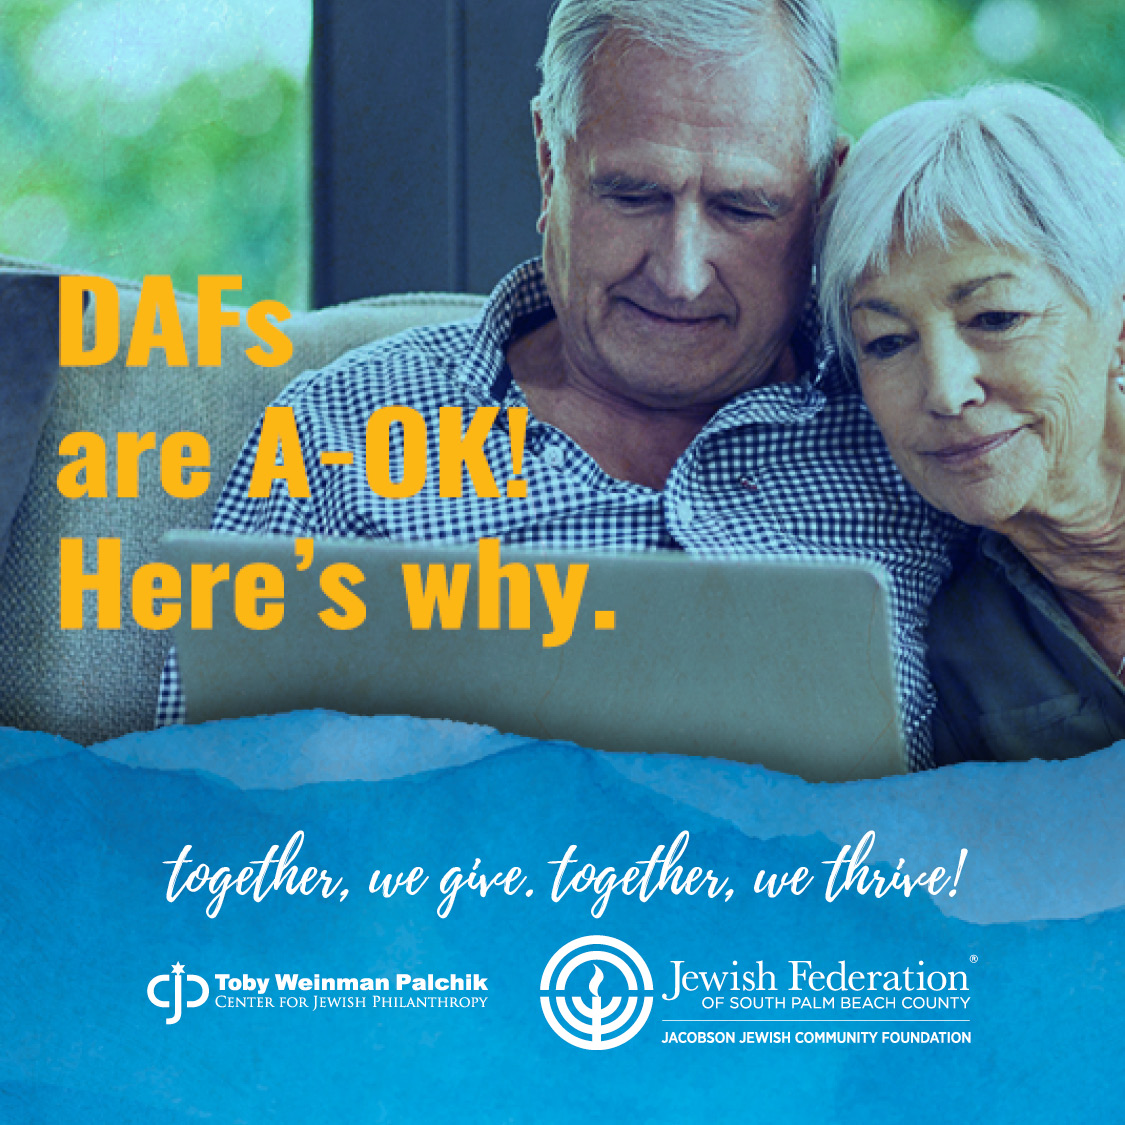 DAFs
are A-OK!
Here's why.
together, we give. together, we thrive!
Toby Weinman Palchik
CENTER FOR JEWISH PHILANTHROPY
Jewish Federation®
OF SOUTH PALM BEACH COUNTY
JACOBSON JEWISH COMMUNITY FOUNDATION